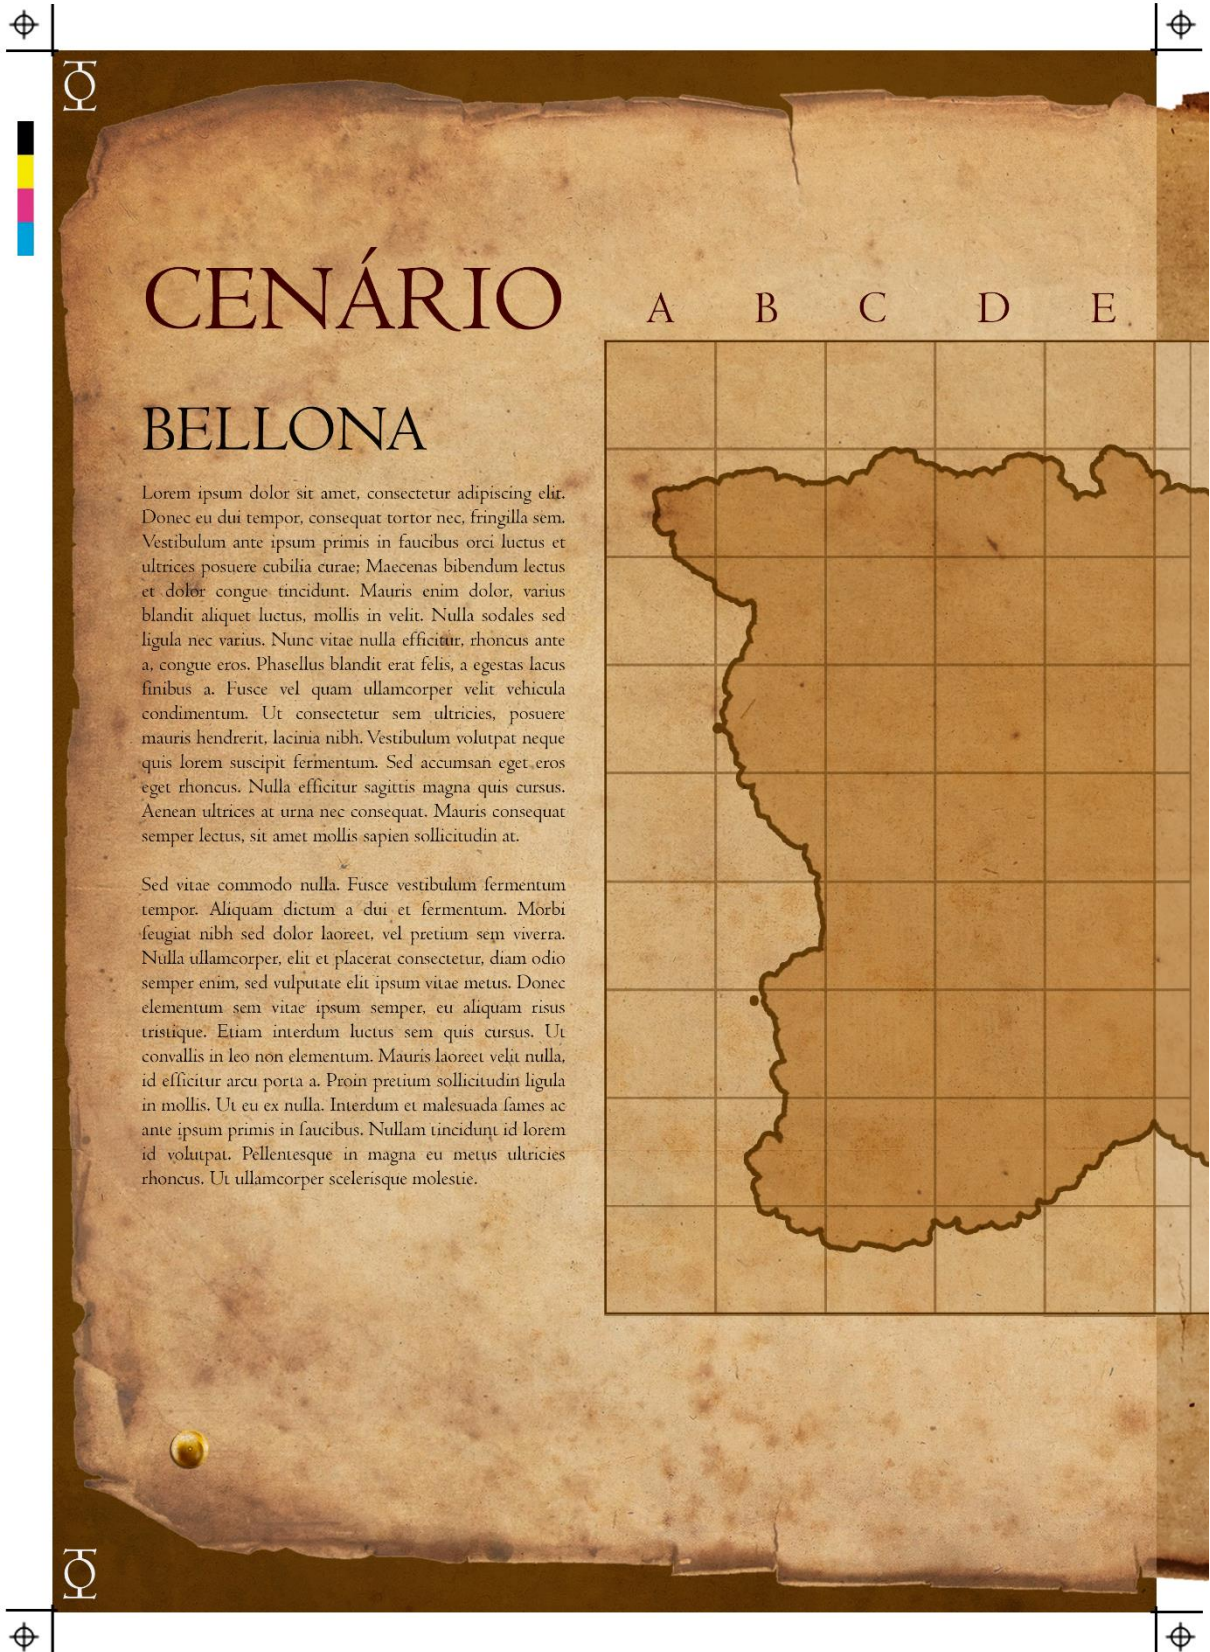 CENÁRIO
A B C D E
BELLONA
Lorem ipsum dolor sit amet, consectetur adipiscing elit.
Donec eu dui tempor, consequat tortor nec, fringilla sem.
Vestibulum ante ipsum primis in faucibus orci luctus et
ultrices posuere cubilia curae; Maecenas bibendum lectus
et dolor congue tincidunt. Mauris enim dolor, varius
blandit aliquet luctus, mollis in velit. Nulla sodales sed
ligula nec varius. Nunc vitae nulla efficitur, rhoncus ante
a, congue eros. Phasellus blandit erat felis, a egestas lacus
finibus a. Fusce vel quam ullamcorper velit vehicula
condimentum. Ut consectetur sem ultricies, posuere
mauris hendrerit, lacinia nibh. Vestibulum volutpat neque
quis lorem suscipit fermentum. Sed accumsan eget eros
eget rhoncus. Nulla efficitur sagittis magna quis cursus.
Aenean ultrices at urna nec consequat. Mauris consequat
semper lectus, sit amet mollis sapien sollicitudin at.
Sed vitae commodo nulla. Fusce vestibulum fermentum
tempor. Aliquam dictum a dui et fermentum. Morbi
feugiat nibh sed dolor laoreet, vel pretium sem viverra.
Nulla ullamcorper, elit et placerat consectetur, diam odio
semper enim, sed vulputate elit ipsum vitae metus. Donec
elementum sem vitae ipsum semper, eu aliquam risus
tristique. Etiam interdum luctus sem quis cursus. Ut
convallis in leo non elementum. Mauris laoreet velit nulla,
id efficitur arcu porta a. Proin pretium sollicitudin ligula
in mollis. Ut eu ex nulla. Interdum et malesuada fames ac
ante ipsum primis in faucibus. Nullam tincidunt id lorem
id volutpat. Pellentesque in magna eu metus ultricies
rhoncus. Ut ullamcorper scelerisque molestie.